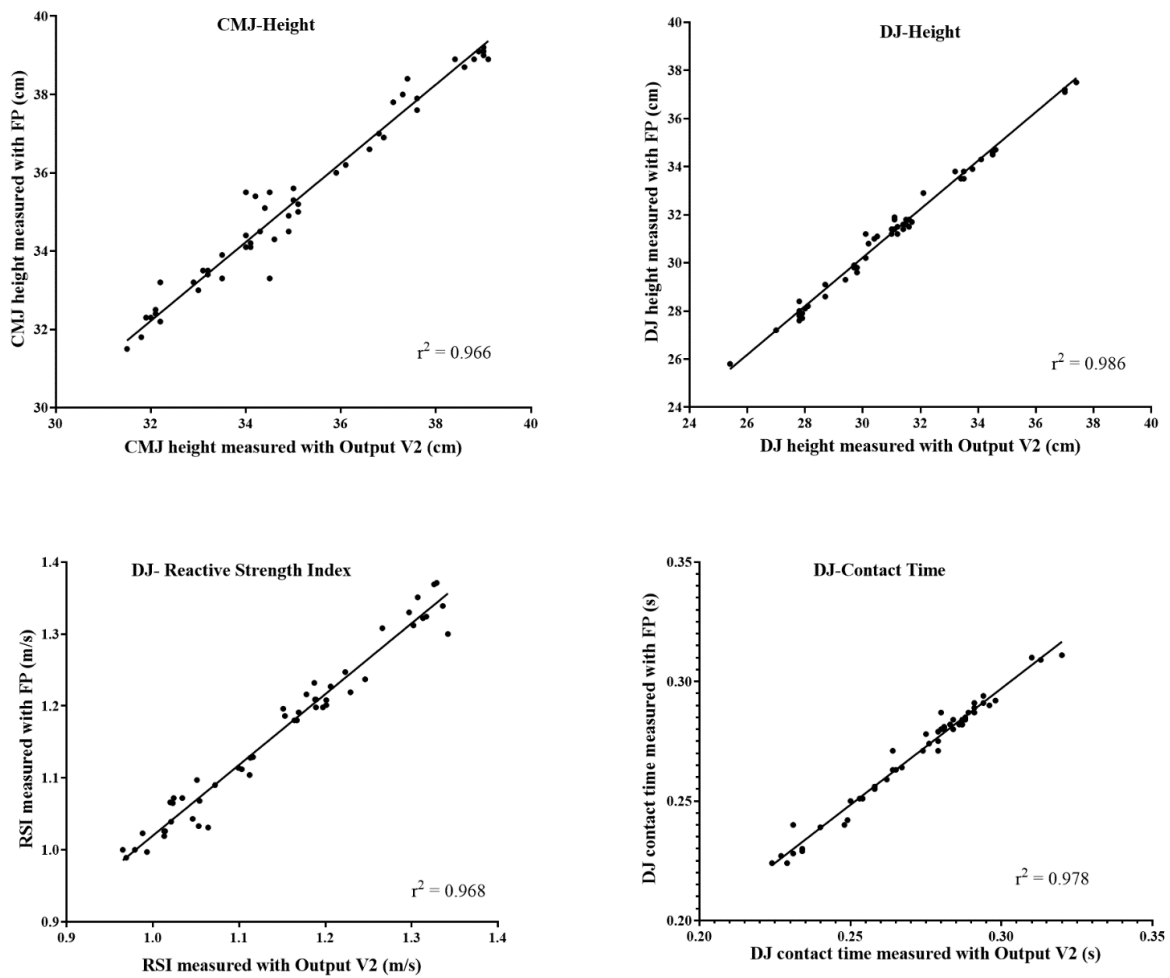 CMJ-Height
CMJ height measured with FP (cm)
40
38
36
34
32
30
r² = 0.966
30 32 34 36 38 40
CMJ height measured with Output V2 (cm)
DJ-Height
DJ height measured with FP (cm)
40
38
36
34
32
30
28
26
24
r² = 0.986
24 26 28 30 32 34 36 38 40
DJ height measured with Output V2 (cm)
DJ- Reactive Strength Index
RSI measured with FP (m/s)
1.4
1.3
1.2
1.1
1.0
0.9
r² = 0.968
0.9 1.0 1.1 1.2 1.3 1.4
RSI measured with Output V2 (m/s)
DJ-Contact Time
DJ contact time measured with FP (s)
0.35
0.30
0.25
0.20
r² = 0.978
0.20 0.25 0.30 0.35
DJ contact time measured with Output V2 (s)